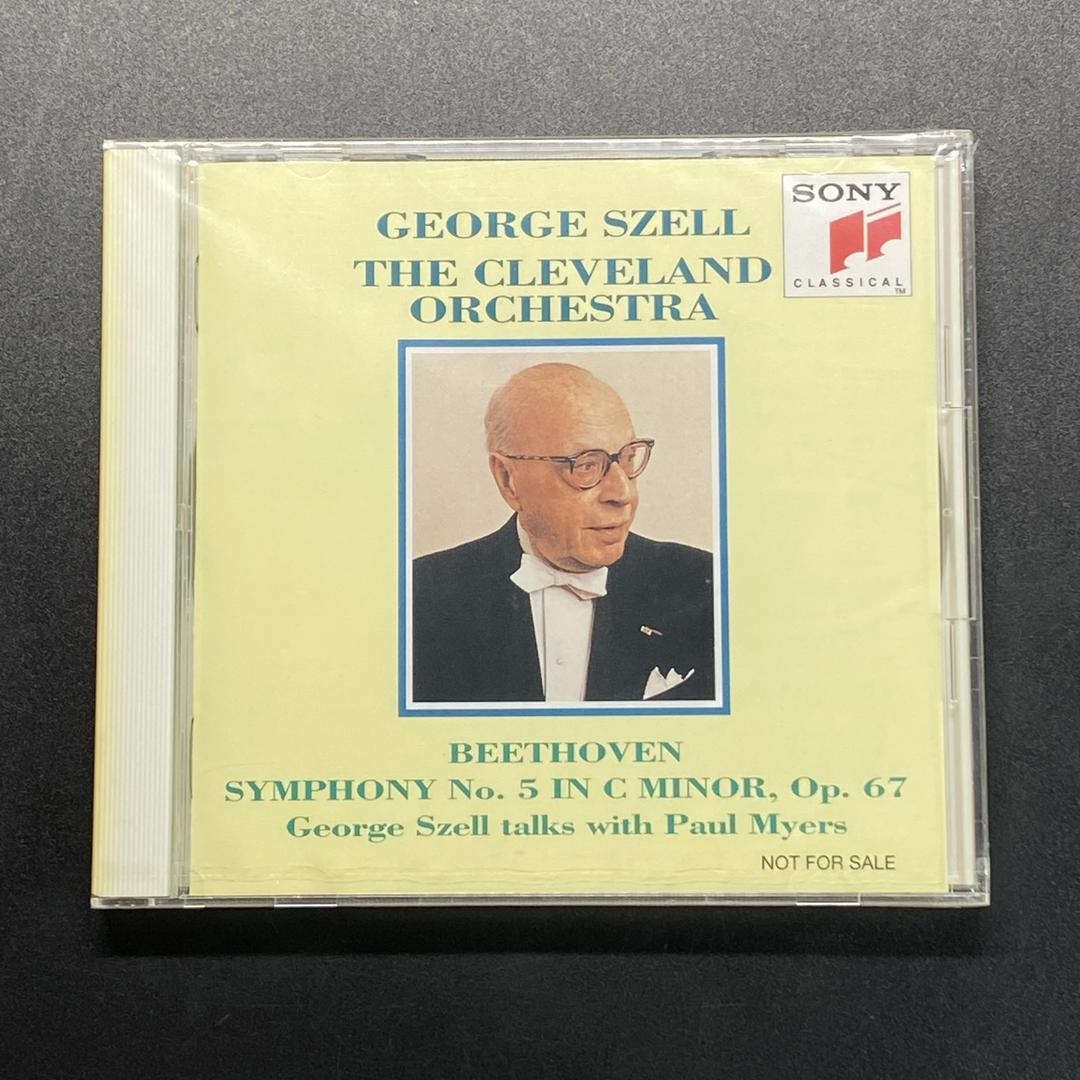 GEORGE SZELL
THE CLEVELAND
ORCHESTRA
SONY
CLASSICAL
TM
BEETHOVEN
SYMPHONY No. 5 IN C MINOR, Op. 67
George Szell talks with Paul Myers
NOT FOR SALE